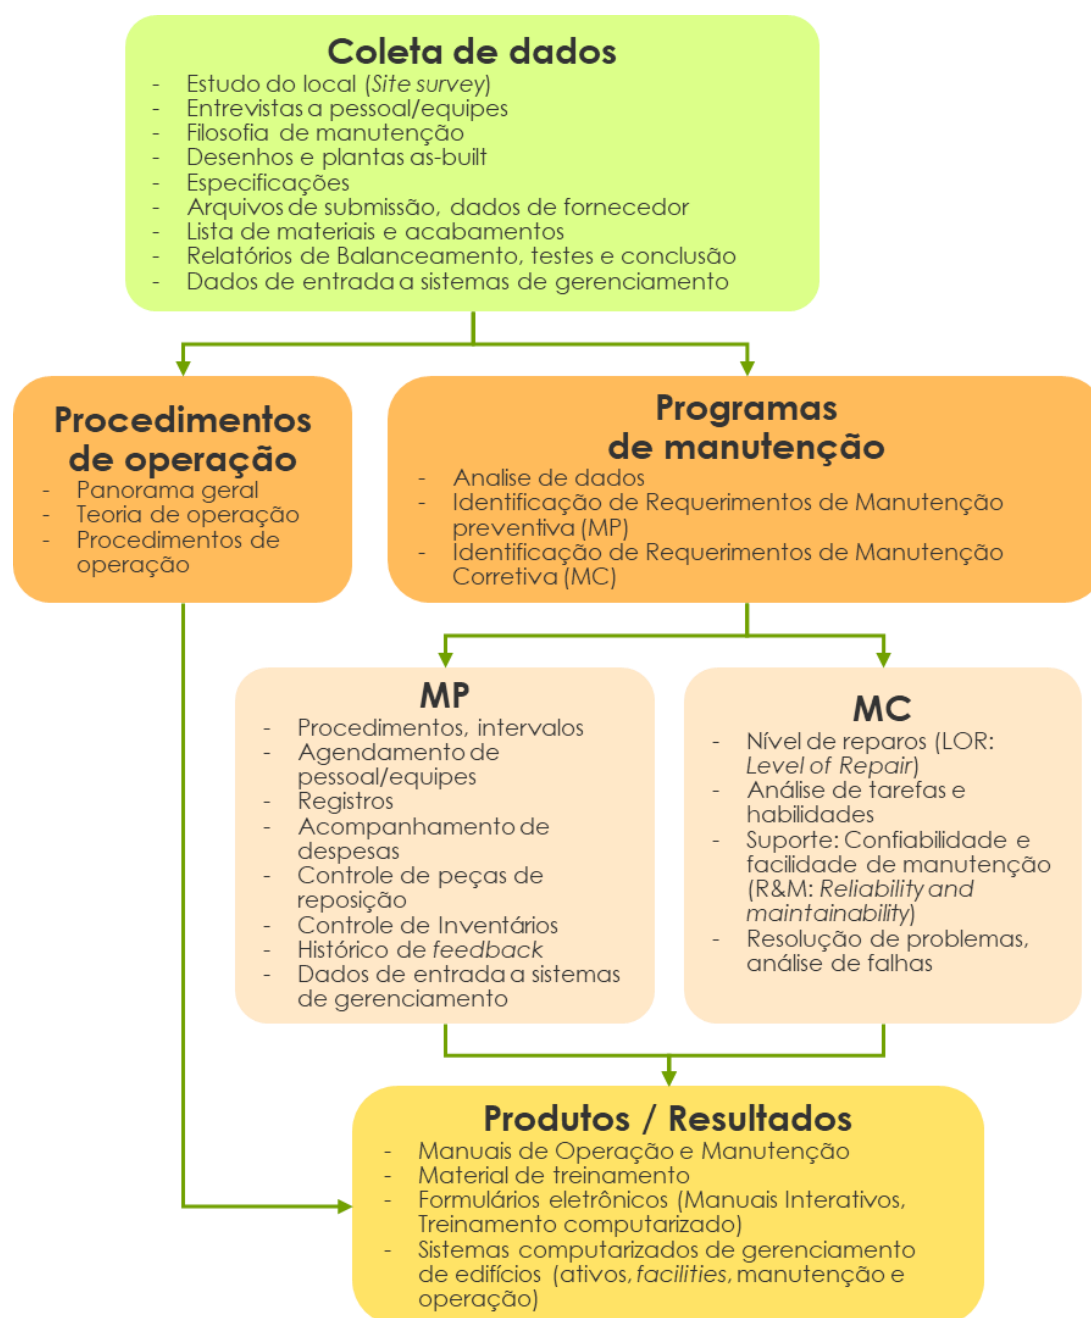 Coleta de dados
- Estudo do local (Site survey)
- Entrevistas a pessoal/equipes
- Filosofia de manutenção
- Desenhos e plantas as-built
- Especificações
- Arquivos de submissão, dados de fornecedor
- Lista de materiais e acabamentos
- Relatórios de Balanceamento, testes e conclusão
- Dados de entrada a sistemas de gerenciamento
Procedimentos
de operação
- Panorama geral
- Teoria de operação
- Procedimentos de
operação
Programas
de manutenção
- Analise de dados
- Identificação de Requerimentos de Manutenção
preventiva (MP)
- Identificação de Requerimentos de Manutenção
Corretiva (MC)
MP
- Procedimentos, intervalos
- Agendamento de
pessoal/equipes
- Registros
- Acompanhamento de
despesas
- Controle de peças de
reposição
- Controle de Inventários
- Histórico de feedback
- Dados de entrada a sistemas
de gerenciamento
MC
- Nível de reparos (LOR:
Level of Repair)
- Análise de tarefas e
habilidades
- Suporte: Confiabilidade e
facilidade de manutenção
(R&M: Reliability and
maintainability)
- Resolução de problemas,
análise de falhas
Produtos / Resultados
- Manuais de Operação e Manutenção
- Material de treinamento
- Formulários eletrônicos (Manuais Interativos,
Treinamento computarizado)
- Sistemas computarizados de gerenciamento
de edifícios (ativos, facilities, manutenção e
operação)